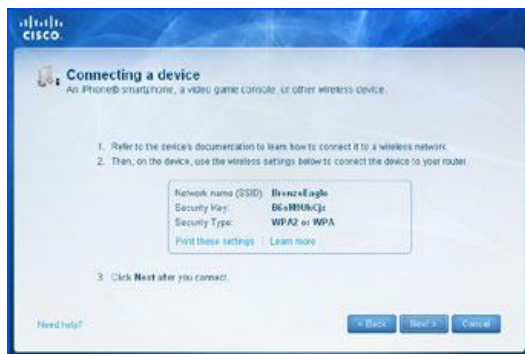 CISCO.
Connecting a device
An iPhone® smartphone, a video game console, or other wireless device.
1. Refer to the device's documentation to learn how to connect it to a wireless network.
2. Then, on the device, use the wireless settings below to connect the device to your router.
Network name (SSID): BronzeEagle
Security Key:
Security Type: WPA2 or WPA
Print these settings | Learn more
3. Click Next after you connect.
Need help?
< Back Next > Cancel